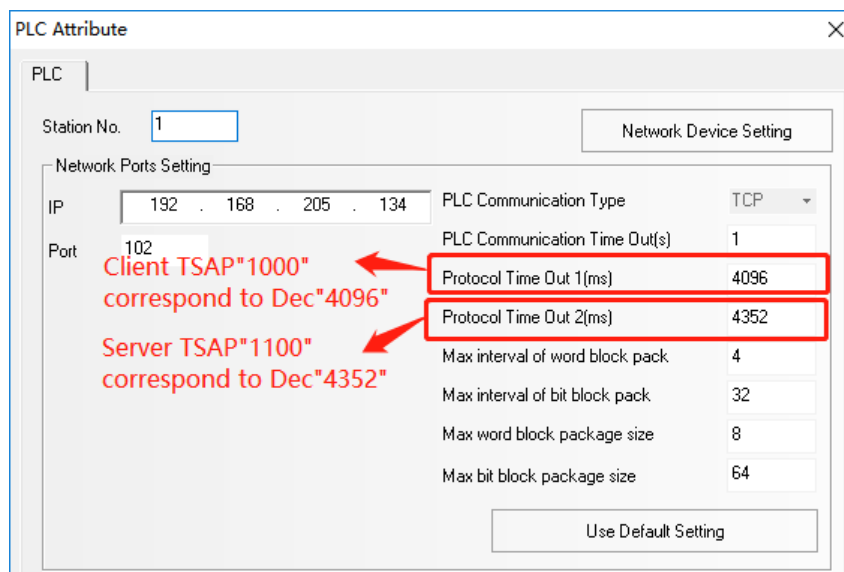 PLC Attribute
PLC
Station No. 1
Network Device Setting
Network Ports Setting
IP 192 . 168 . 205 . 134
Port 102
Client TSAP"1000"
correspond to Dec"4096"
Server TSAP"1100"
correspond to Dec"4352"
PLC Communication Type TCP
PLC Communication Time Out(s) 1
Protocol Time Out 1(ms) 4096
Protocol Time Out 2(ms) 4352
Max interval of word block pack 4
Max interval of bit block pack 32
Max word block package size 8
Max bit block package size 64
Use Default Setting